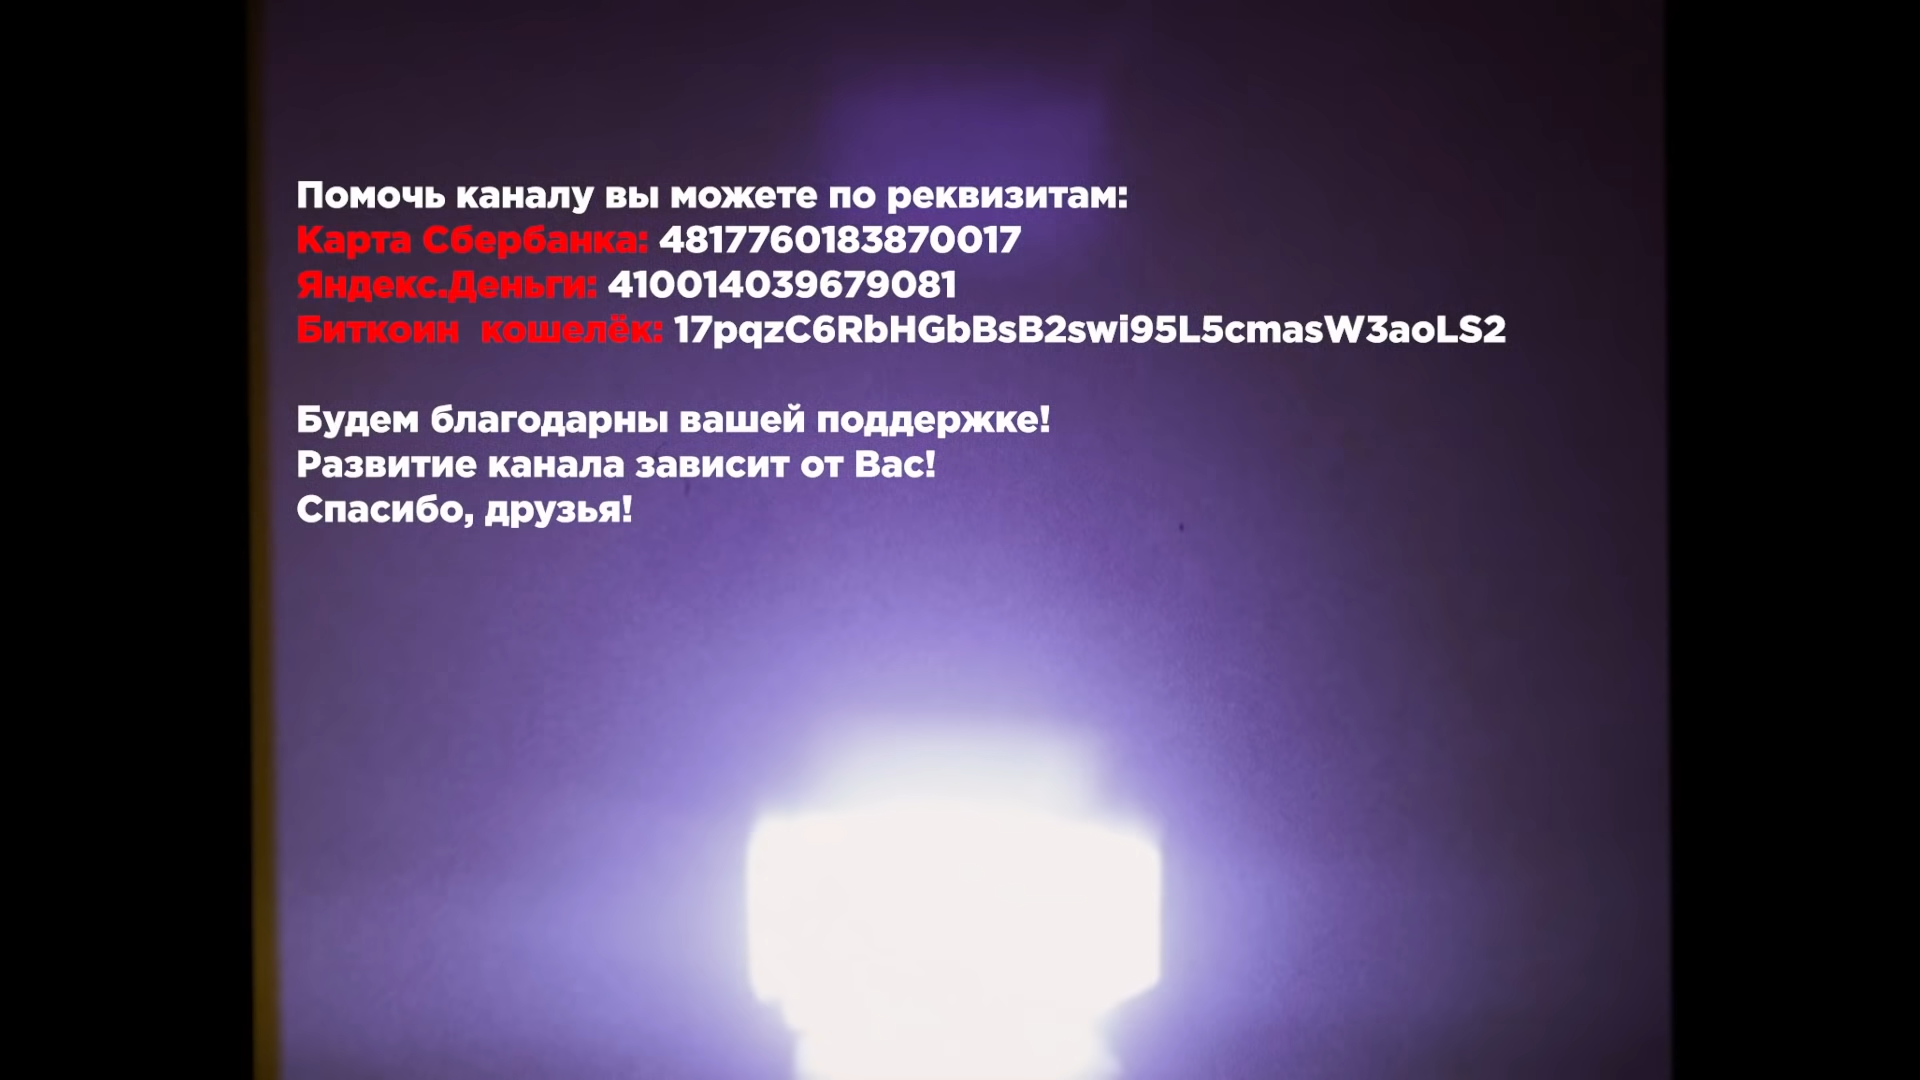 Помочь каналу вы можете по реквизитам:
Карта Сбербанка: 4817760183870017
Яндекс.Деньги: 410014039679081
Биткоин  кошелёк: 17pqzC6RbHGbBsB2swi95L5cmasW3aoLS2
Будем благодарны вашей поддержке!
Развитие канала зависит от Вас!
Спасибо, друзья!